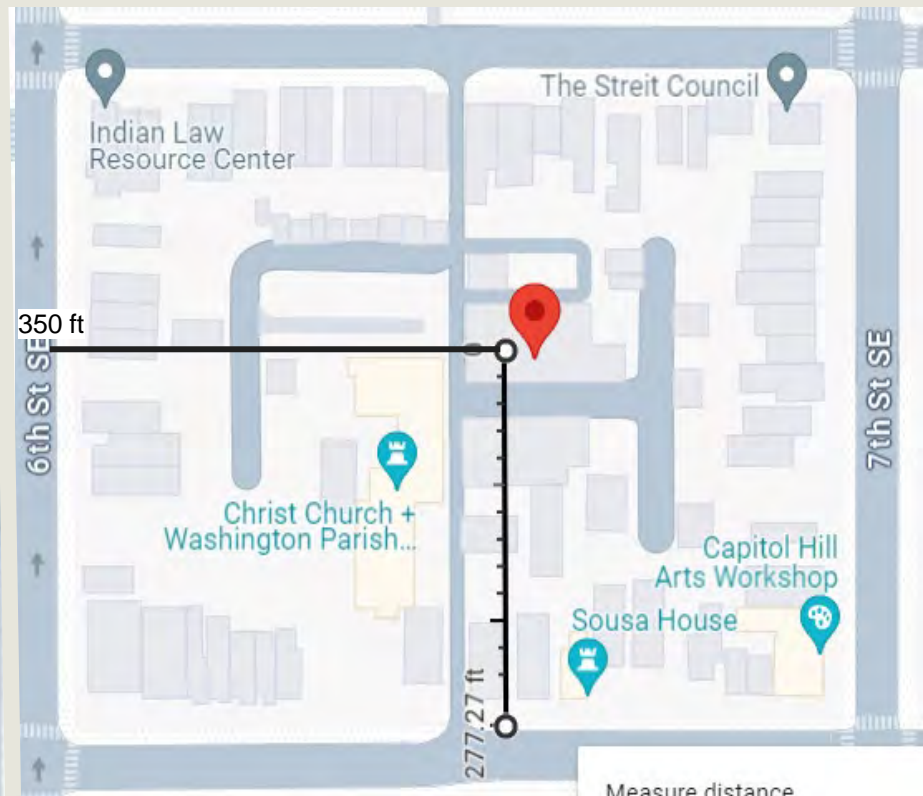 The Streit Council
Indian Law
Resource Center
350 ft
0
6th St SE
7th St SE
Christ Church +
Washington Parish...
Capitol Hill
Arts Workshop
Sousa House
277.27 ft
Measure distance